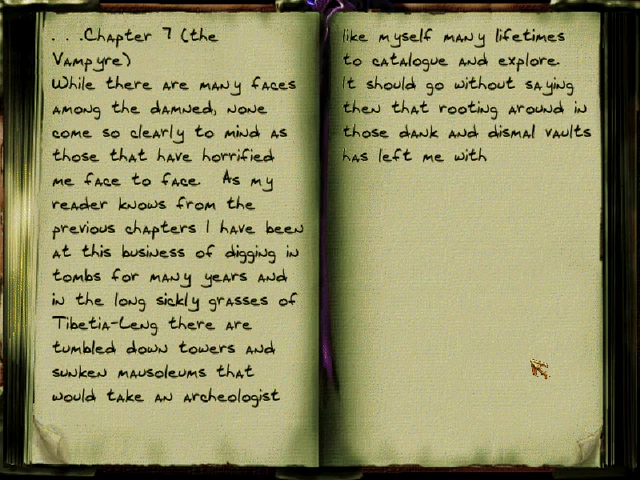 . . .Chapter 7 (the
Vampyre)
While there are many faces
among the damned, none
come so clearly to mind as
those that have horrified
me face to face. As my
reader knows from the
previous chapters I have been
at this business of digging in
tombs for many years and
in the long sickly grasses of
Tibetia-Leng there are
tumbled down towers and
sunken mausoleums that
would take an archeologist
like myself many lifetimes
to catalogue and explore.
It should go without saying
then that rooting around in
those dank and dismal vaults
has left me with